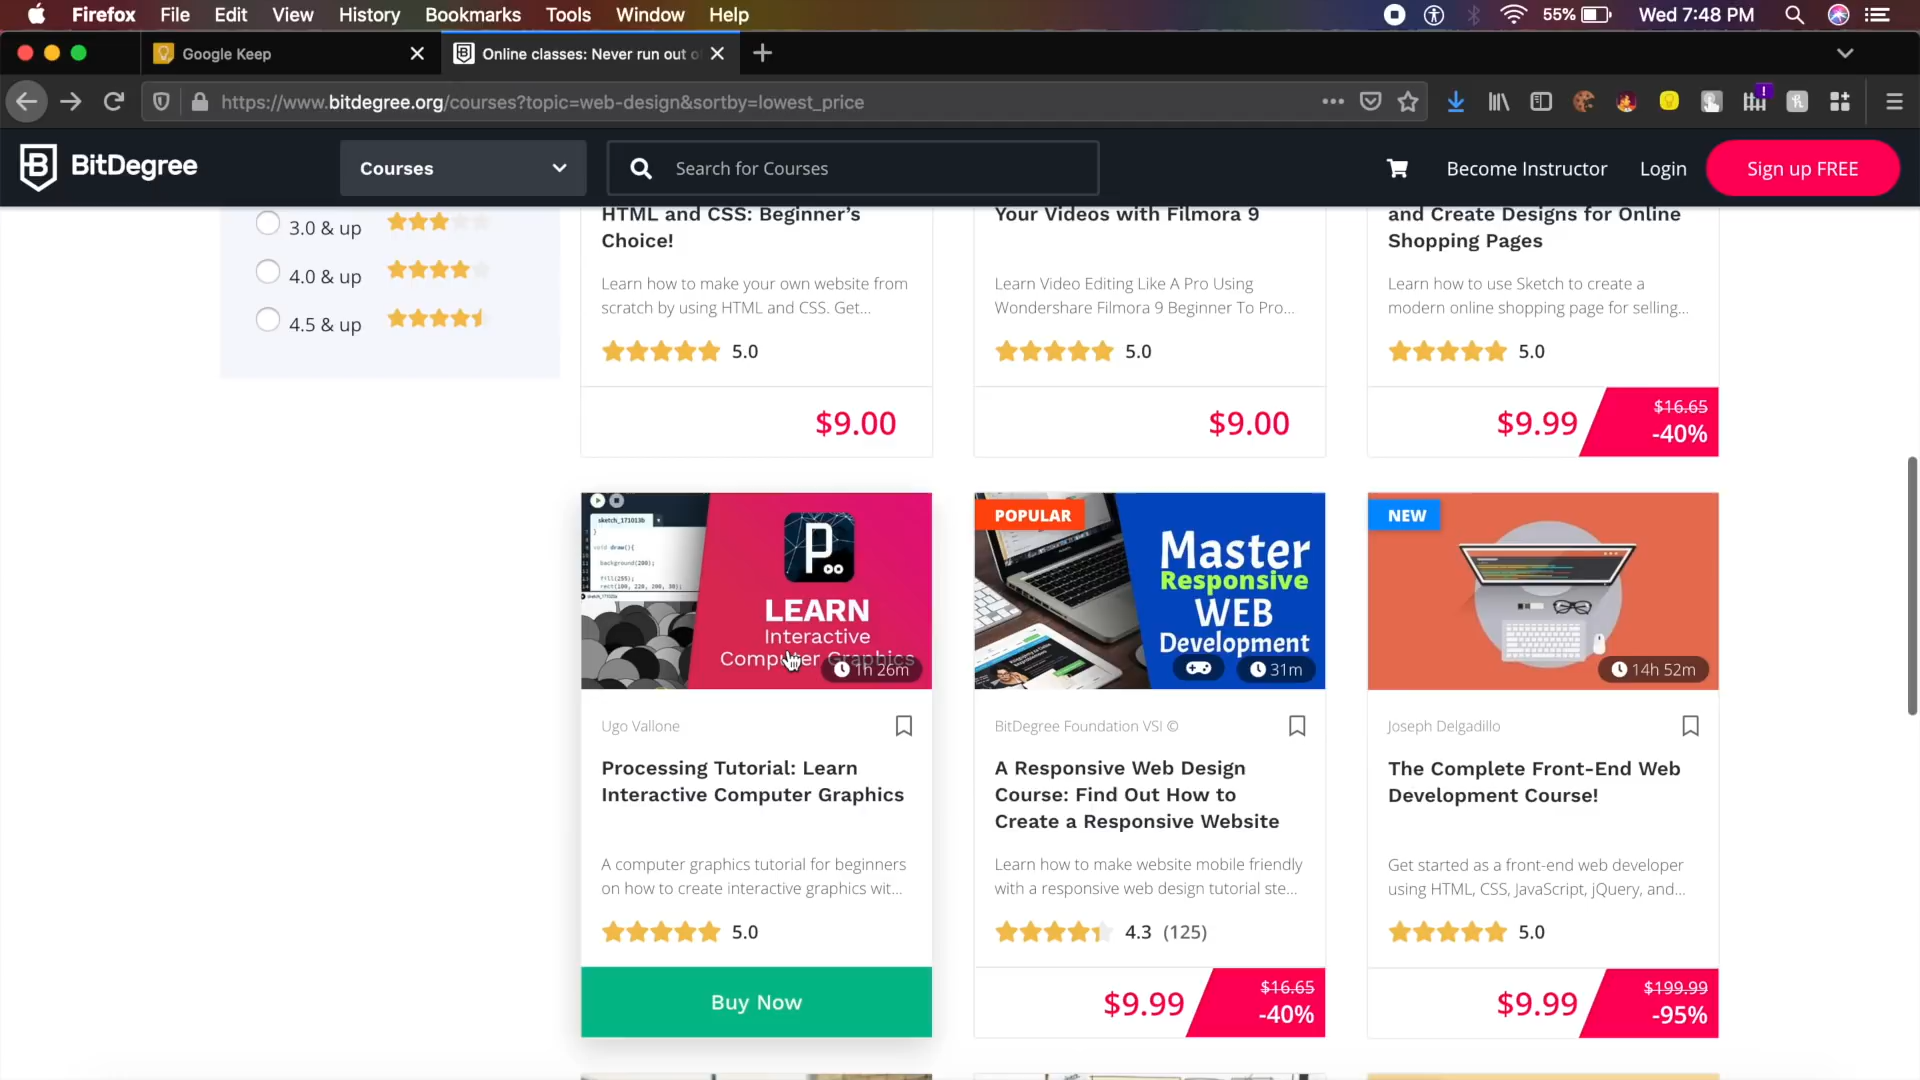 Firefox File Edit View History Bookmarks Tools Window Help 55% Wed 7:48 PM
Google Keep Online classes: Never run out o
https://www.bitdegree.org/courses?topic=web-design&sortby=lowest_price
BitDegree Courses Search for Courses Become Instructor Login Sign up FREE
3.0 & up
4.0 & up
4.5 & up
HTML and CSS: Beginner's
Choice!
Learn how to make your own website from
scratch by using HTML and CSS. Get...
5.0
$9.00
Your Videos with Filmora 9
Learn Video Editing Like A Pro Using
Wondershare Filmora 9 Beginner To Pro...
5.0
$9.00
and Create Designs for Online
Shopping Pages
Learn how to use Sketch to create a
modern online shopping page for selling...
5.0
$9.99
$16.65
-40%
sketch_171013b
void draw(){
background(200);
fill(255);
LEARN
Interactive
Computer Graphics
1h 26m
Ugo Vallone
Processing Tutorial: Learn
Interactive Computer Graphics
A computer graphics tutorial for beginners
on how to create interactive graphics wit...
5.0
Buy Now
POPULAR
Master
Responsive
WEB
Development
31m
BitDegree Foundation VSI ©
A Responsive Web Design
Course: Find Out How to
Create a Responsive Website
Learn how to make website mobile friendly
with a responsive web design tutorial ste...
4.3 (125)
$9.99
$16.65
-40%
NEW
14h 52m
Joseph Delgadillo
The Complete Front-End Web
Development Course!
Get started as a front-end web developer
using HTML, CSS, JavaScript, jQuery, and...
5.0
$9.99
$199.99
-95%